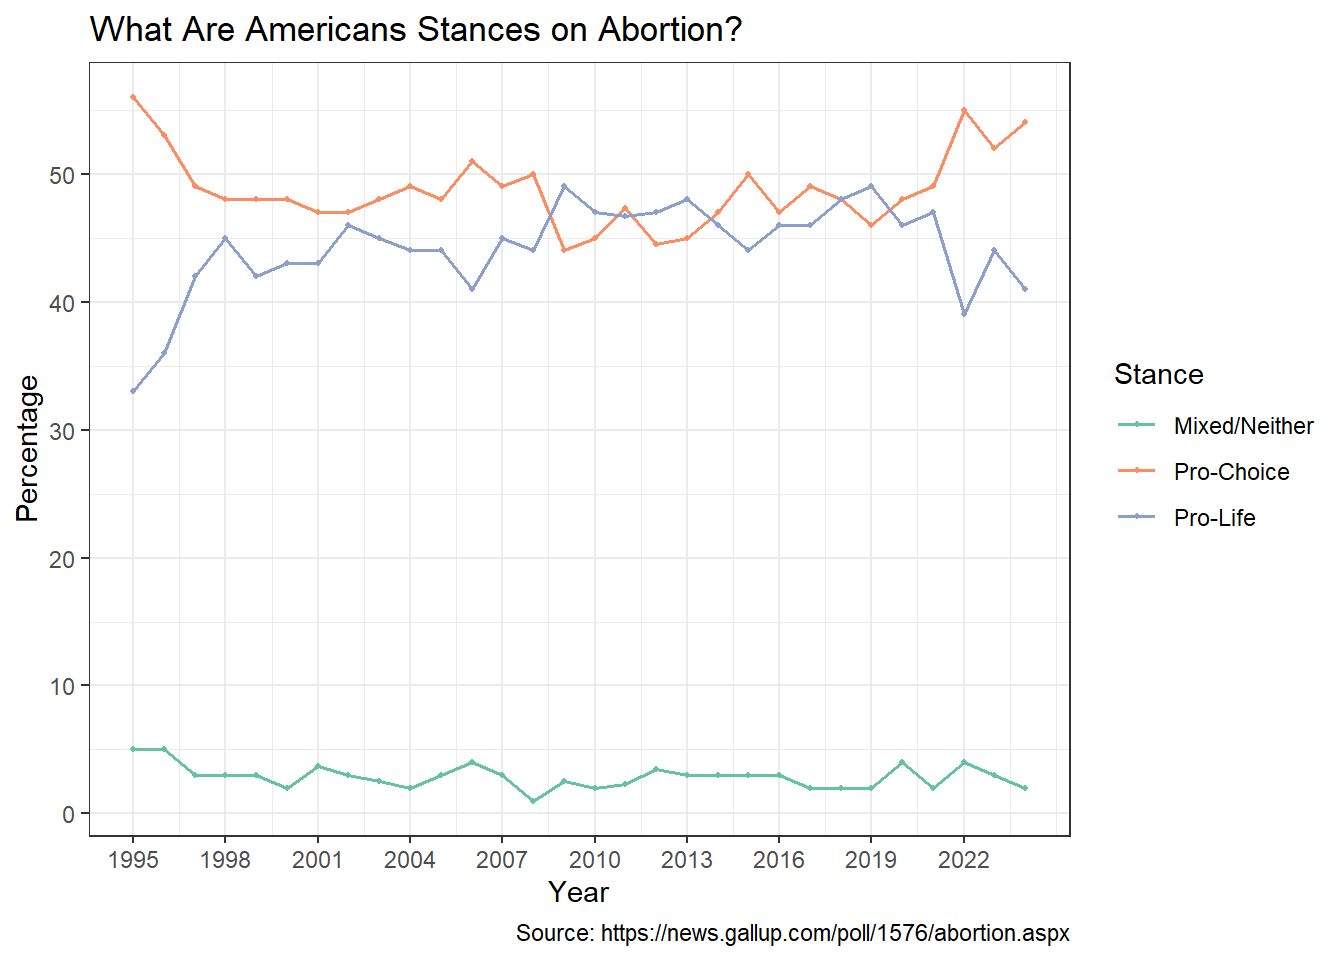 What Are Americans Stances on Abortion?
50
40
30
20
10
0
Percentage
1995 1998 2001 2004 2007 2010 2013 2016 2019 2022
Year
Stance
Mixed/Neither
Pro-Choice
Pro-Life
Source: https://news.gallup.com/poll/1576/abortion.aspx